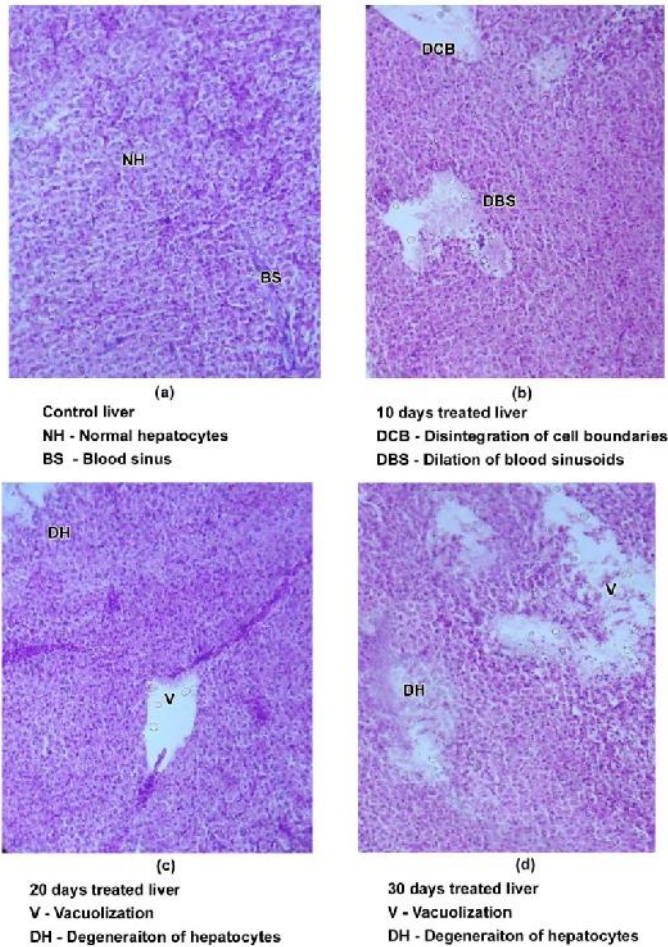 DCB
NH
DBS
BS
(a)
Control liver
NH - Normal hepatocytes
BS - Blood sinus
(b)
10 days treated liver
DCB - Disintegration of cell boundaries
DBS - Dilation of blood sinusoids
DH
V
V
DH
(c)
20 days treated liver
V - Vacuolization
DH - Degeneraiton of hepatocytes
(d)
30 days treated liver
V - Vacuolization
DH - Degeneraiton of hepatocytes